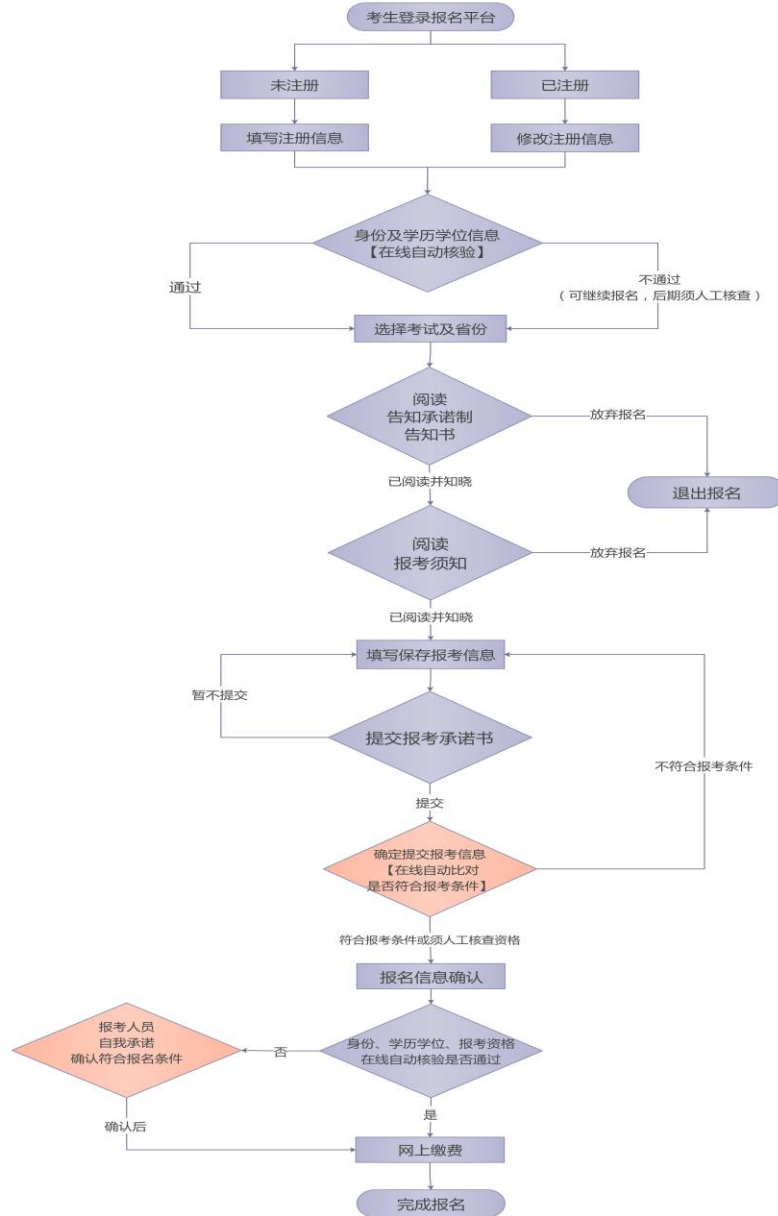 考生登录报名平台
未注册
已注册
填写注册信息
修改注册信息
身份及学历学位信息
【在线自动核验】
通过
不通过
（可继续报名，后期须人工核查）
选择考试及省份
阅读
告知承诺制
告知书
放弃报名
已阅读并知晓
退出报名
阅读
报考须知
放弃报名
已阅读并知晓
填写保存报考信息
暂不提交
提交报考承诺书
不符合报考条件
提交
确定提交报考信息
【在线自动比对
是否符合报考条件】
符合报考条件或须人工核查资格
报名信息确认
报考人员
自我承诺
确认符合报名条件
否
身份、学历学位、报考资格
在线自动核验是否通过
是
确认后
网上缴费
完成报名